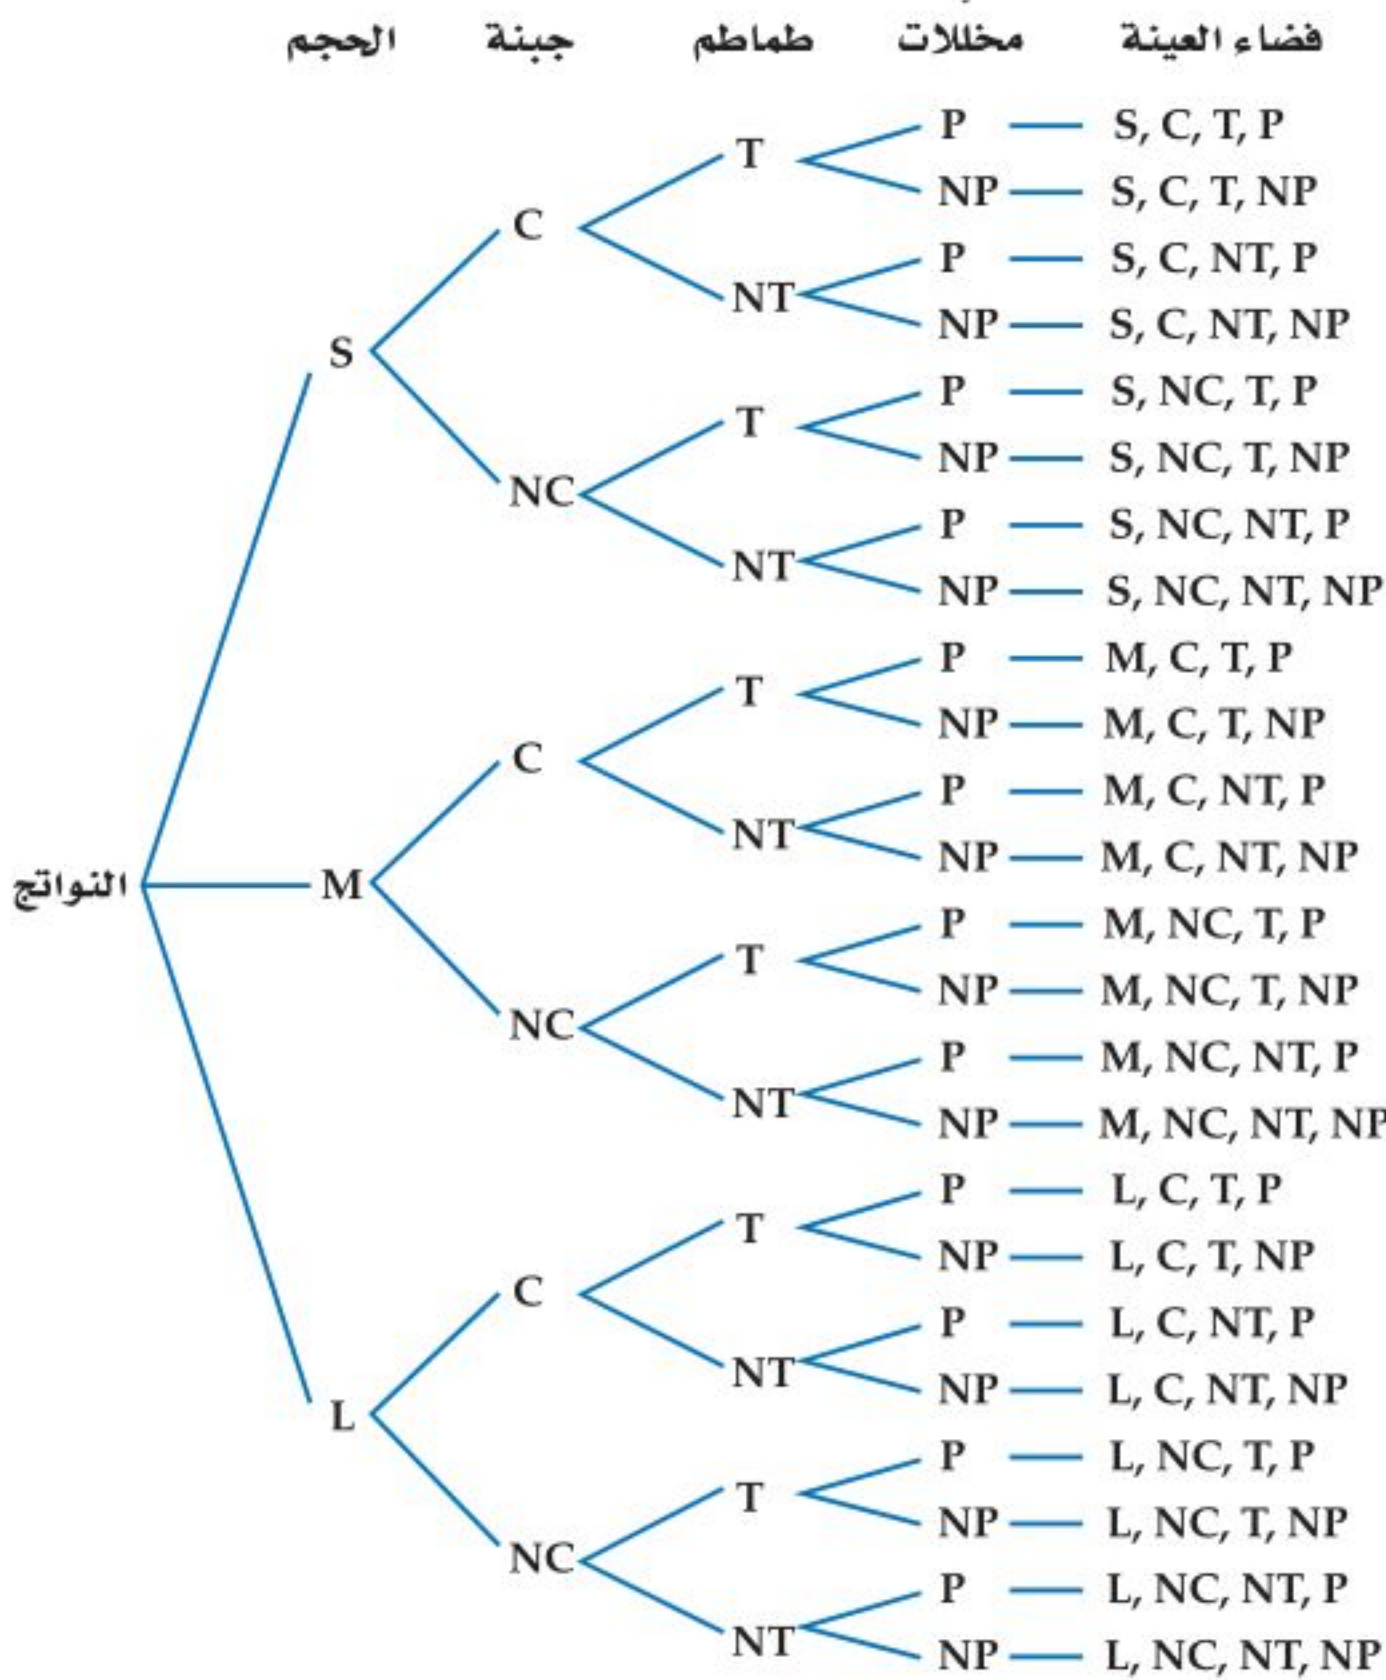 الحجم جبنة طماطم مخللات فضاء العينة
P S, C, T, P
T
NP S, C, T, NP
C
P S, C, NT, P
NT
NP S, C, NT, NP
S
P S, NC, T, P
T
NP S, NC, T, NP
NC
P S, NC, NT, P
NT
NP S, NC, NT, NP
P M, C, T, P
T
NP M, C, T, NP
C
P M, C, NT, P
NT
NP M, C, NT, NP
النواتج M
P M, NC, T, P
T
NP M, NC, T, NP
NC
P M, NC, NT, P
NT
NP M, NC, NT, NP
P L, C, T, P
T
NP L, C, T, NP
C
P L, C, NT, P
NT
NP L, C, NT, NP
L
P L, NC, T, P
T
NP L, NC, T, NP
NC
P L, NC, NT, P
NT
NP L, NC, NT, NP